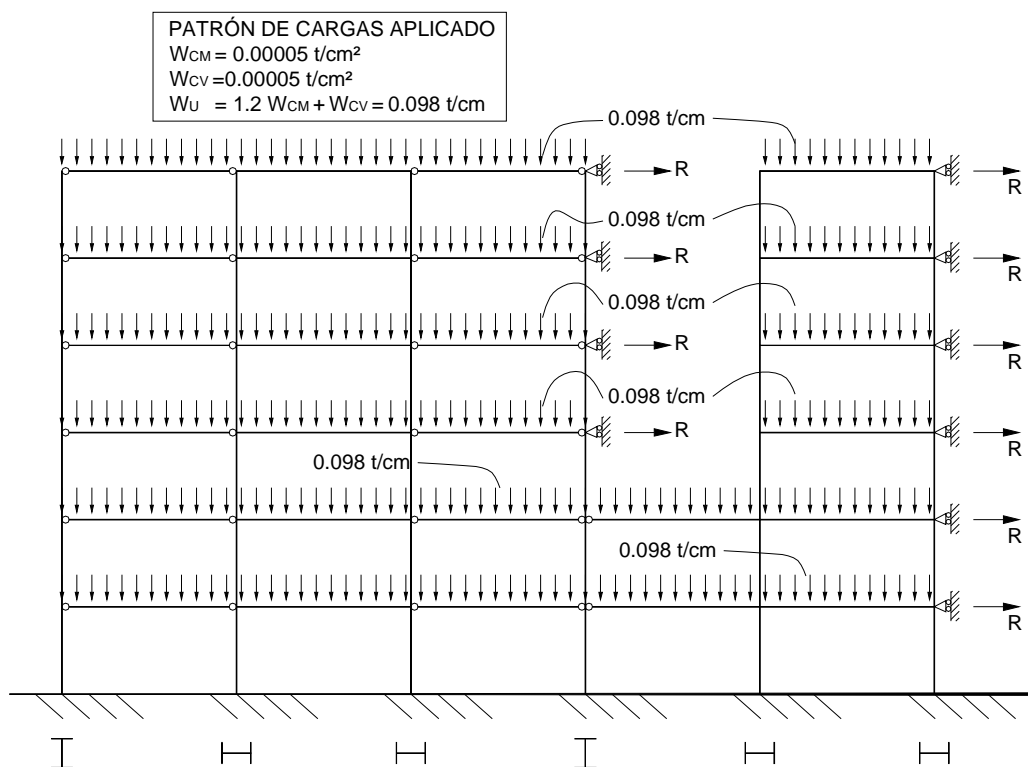 PATRÓN DE CARGAS APLICADO
WCM = 0.00005 t/cm²
WCV =0.00005 t/cm²
WU = 1.2 WCM + WCV = 0.098 t/cm
0.098 t/cm
R
R
0.098 t/cm
R
R
0.098 t/cm
R
R
0.098 t/cm
R
R
0.098 t/cm
R
0.098 t/cm
R